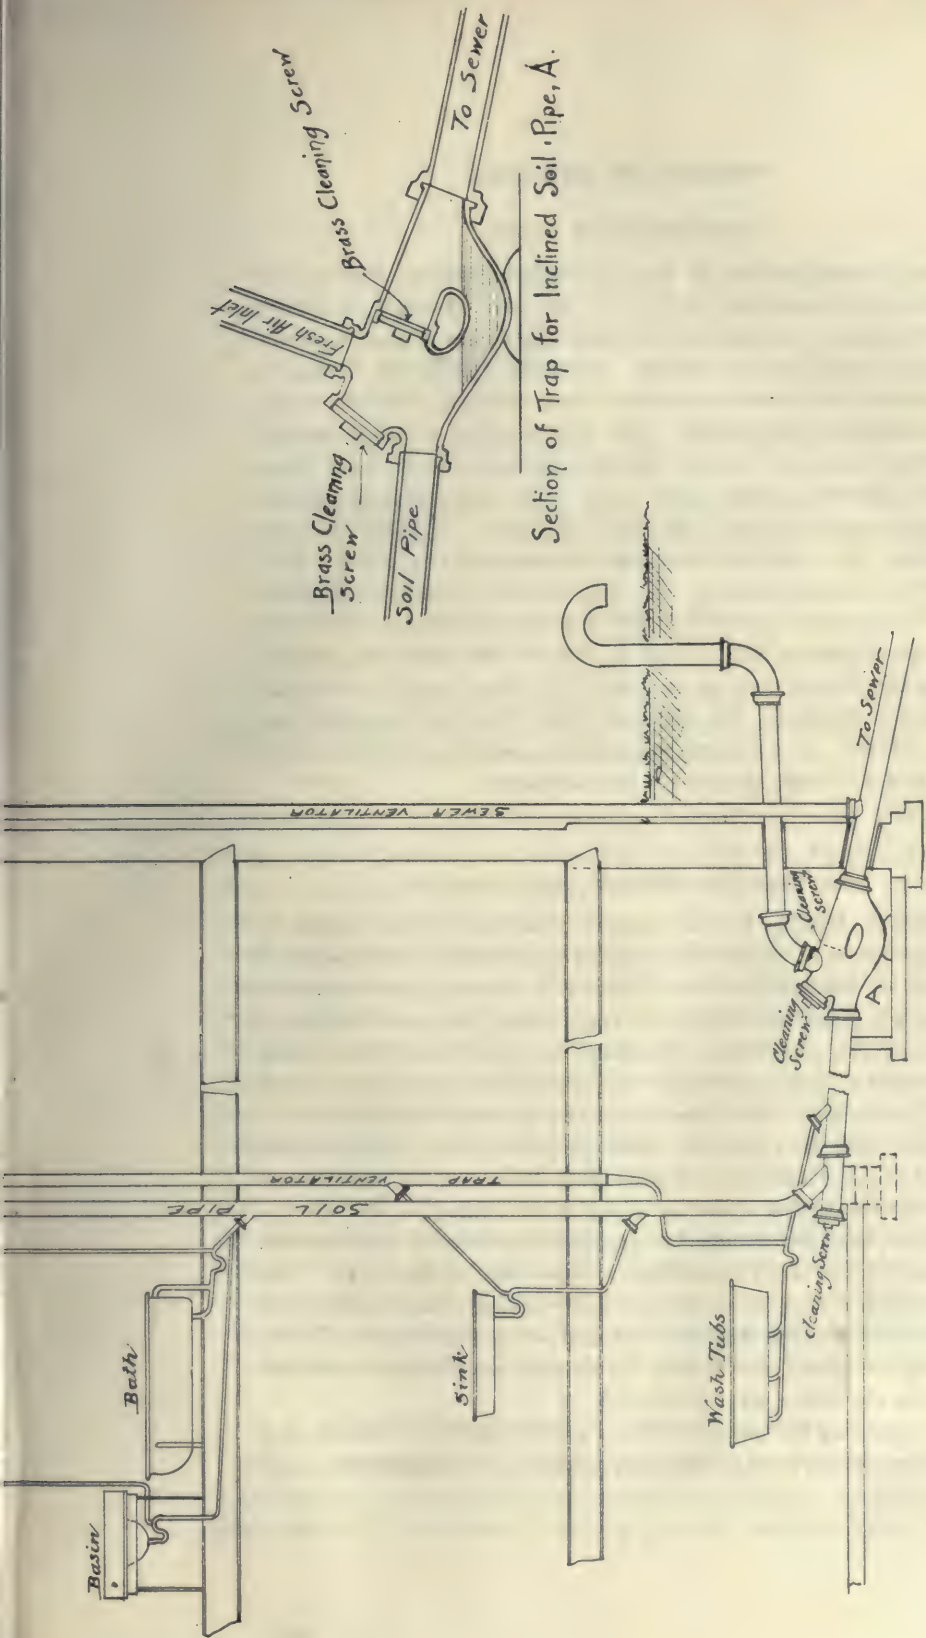 Brass Cleaning Screw
Fresh Air Inlet
Brass Cleaning
Screw
Soil Pipe
To Sewer
Section of Trap for Inclined Soil Pipe, A.
Basin
Bath
SOIL PIPE
TRAP VENTILATOR
SEWER VENTILATOR
Sink
Wash Tubs
Cleaning Screw
Cleaning
Screw
Cleaning
Screw
A
To Sewer